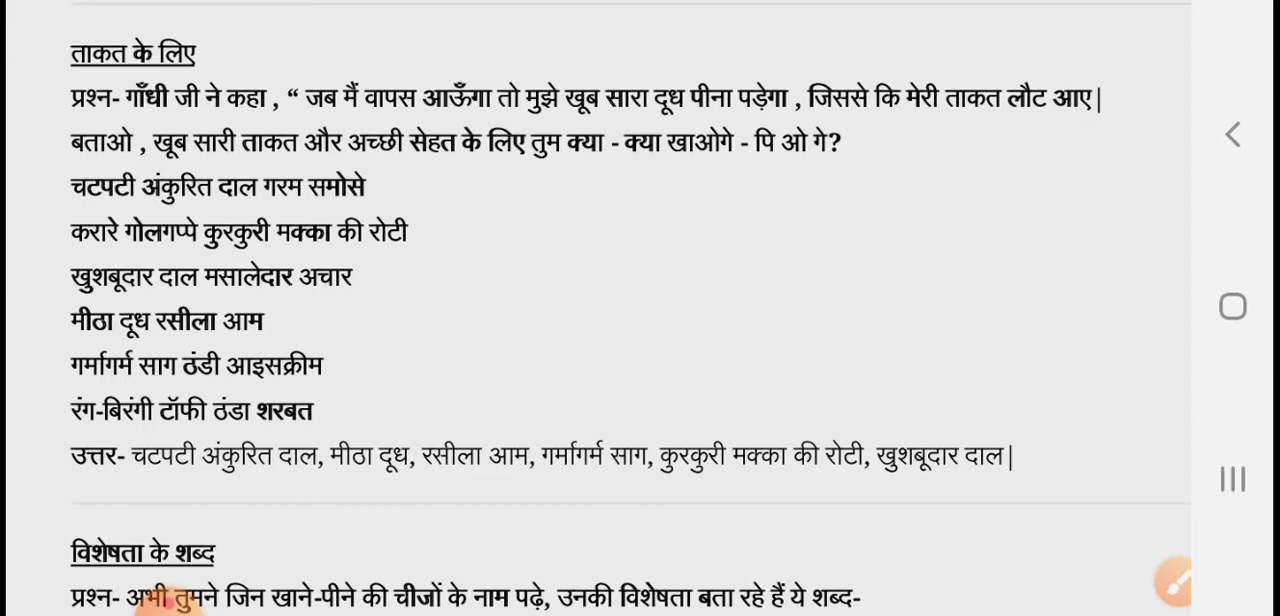 ताकत के लिए
प्रश्न- गाँधी जी ने कहा , “ जब मैं वापस आऊँगा तो मुझे खूब सारा दूध पीना पड़ेगा , जिससे कि मेरी ताकत लौट आए|
बताओ , खूब सारी ताकत और अच्छी सेहत के लिए तुम क्या - क्या खाओगे - पि ओ गे?
चटपटी अंकुरित दाल गरम समोसे
करारे गोलगप्पे कुरकुरी मक्का की रोटी
खुशबूदार दाल मसालेदार अचार
मीठा दूध रसीला आम
गर्मागर्म साग ठंडी आइसक्रीम
रंग-बिरंगी टॉफी ठंडा शरबत
उत्तर- चटपटी अंकुरित दाल, मीठा दूध, रसीला आम, गर्मागर्म साग, कुरकुरी मक्का की रोटी, खुशबूदार दाल|
विशेषता के शब्द
प्रश्न- अभी तुमने जिन खाने-पीने की चीजों के नाम पढ़े, उनकी विशेषता बता रहे हैं ये शब्द-